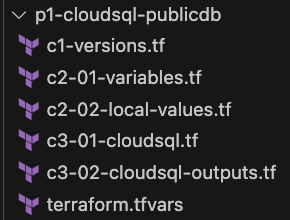 p1-cloudsql-publicdb
c1-versions.tf
c2-01-variables.tf
c2-02-local-values.tf
c3-01-cloudsql.tf
c3-02-cloudsql-outputs.tf
terraform.tfvars